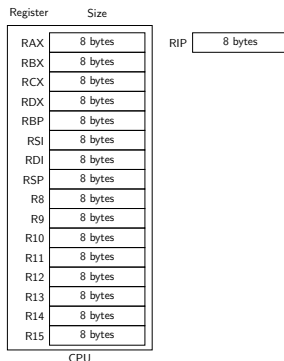 Register Size
RAX 8 bytes RIP 8 bytes
RBX 8 bytes
RCX 8 bytes
RDX 8 bytes
RBP 8 bytes
RSI 8 bytes
RDI 8 bytes
RSP 8 bytes
R8 8 bytes
R9 8 bytes
R10 8 bytes
R11 8 bytes
R12 8 bytes
R13 8 bytes
R14 8 bytes
R15 8 bytes
CPU